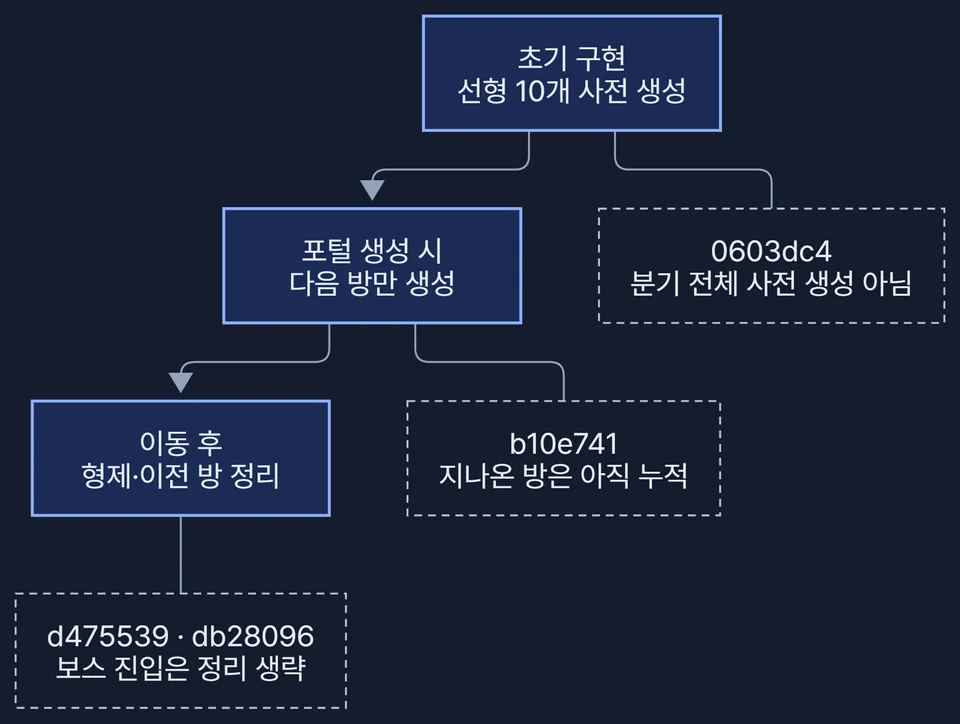 초기 구현
선형 10개 사전 생성
포털 생성 시
다음 방만 생성
0603dc4
분기 전체 사전 생성 아님
이동 후
형제·이전 방 정리
b10e741
지나온 방은 아직 누적
d475539 · db28096
보스 진입은 정리 생략